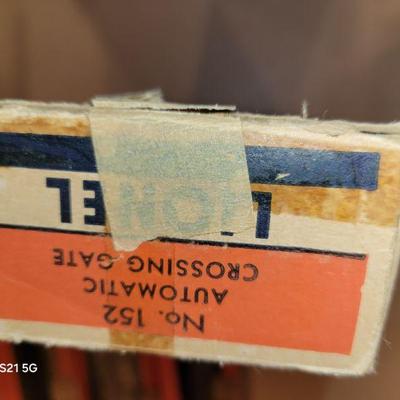 LIONEL
No. 152
AUTOMATIC
CROSSING GATE
S21 5G